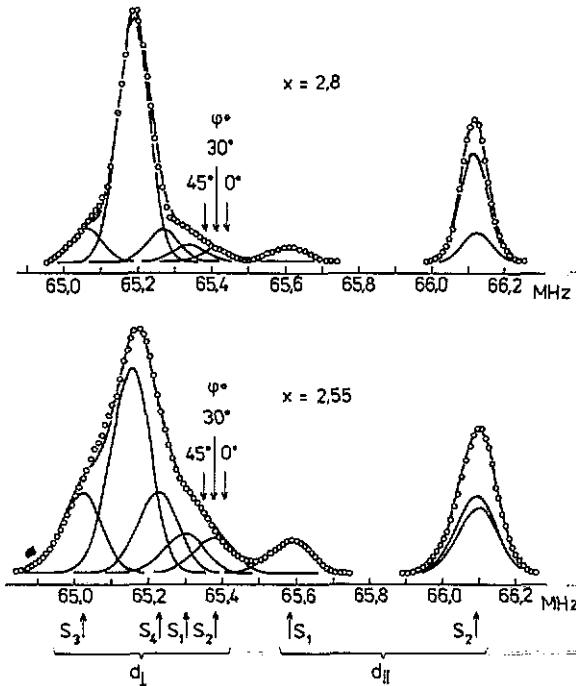 x = 2,8
φ*
30°
45° 0°
65,0 65,2 65,4 65,6 65,8 66,0 66,2 MHz
φ*
x = 2,55
30°
45° 0°
65,0 65,2 65,4 65,6 65,8 66,0 66,2 MHz
S₃ S₄ S₁ S₂ S₁ S₂
d⊥ d∥